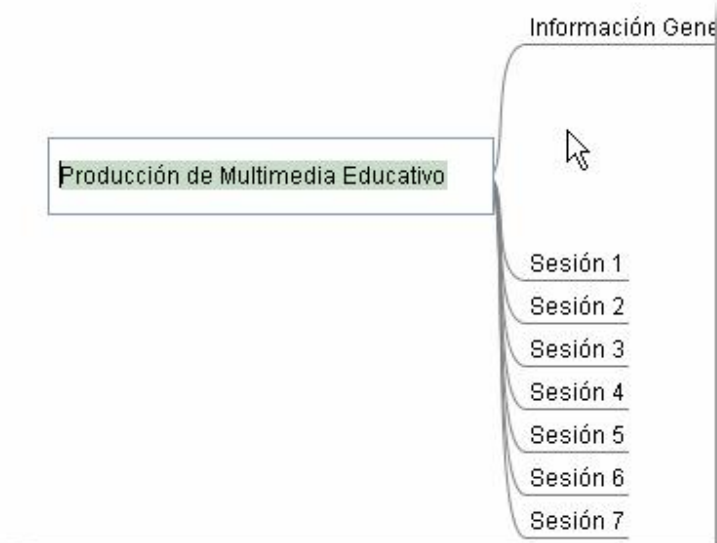 Información Gene
Producción de Multimedia Educativo
Sesión 1
Sesión 2
Sesión 3
Sesión 4
Sesión 5
Sesión 6
Sesión 7